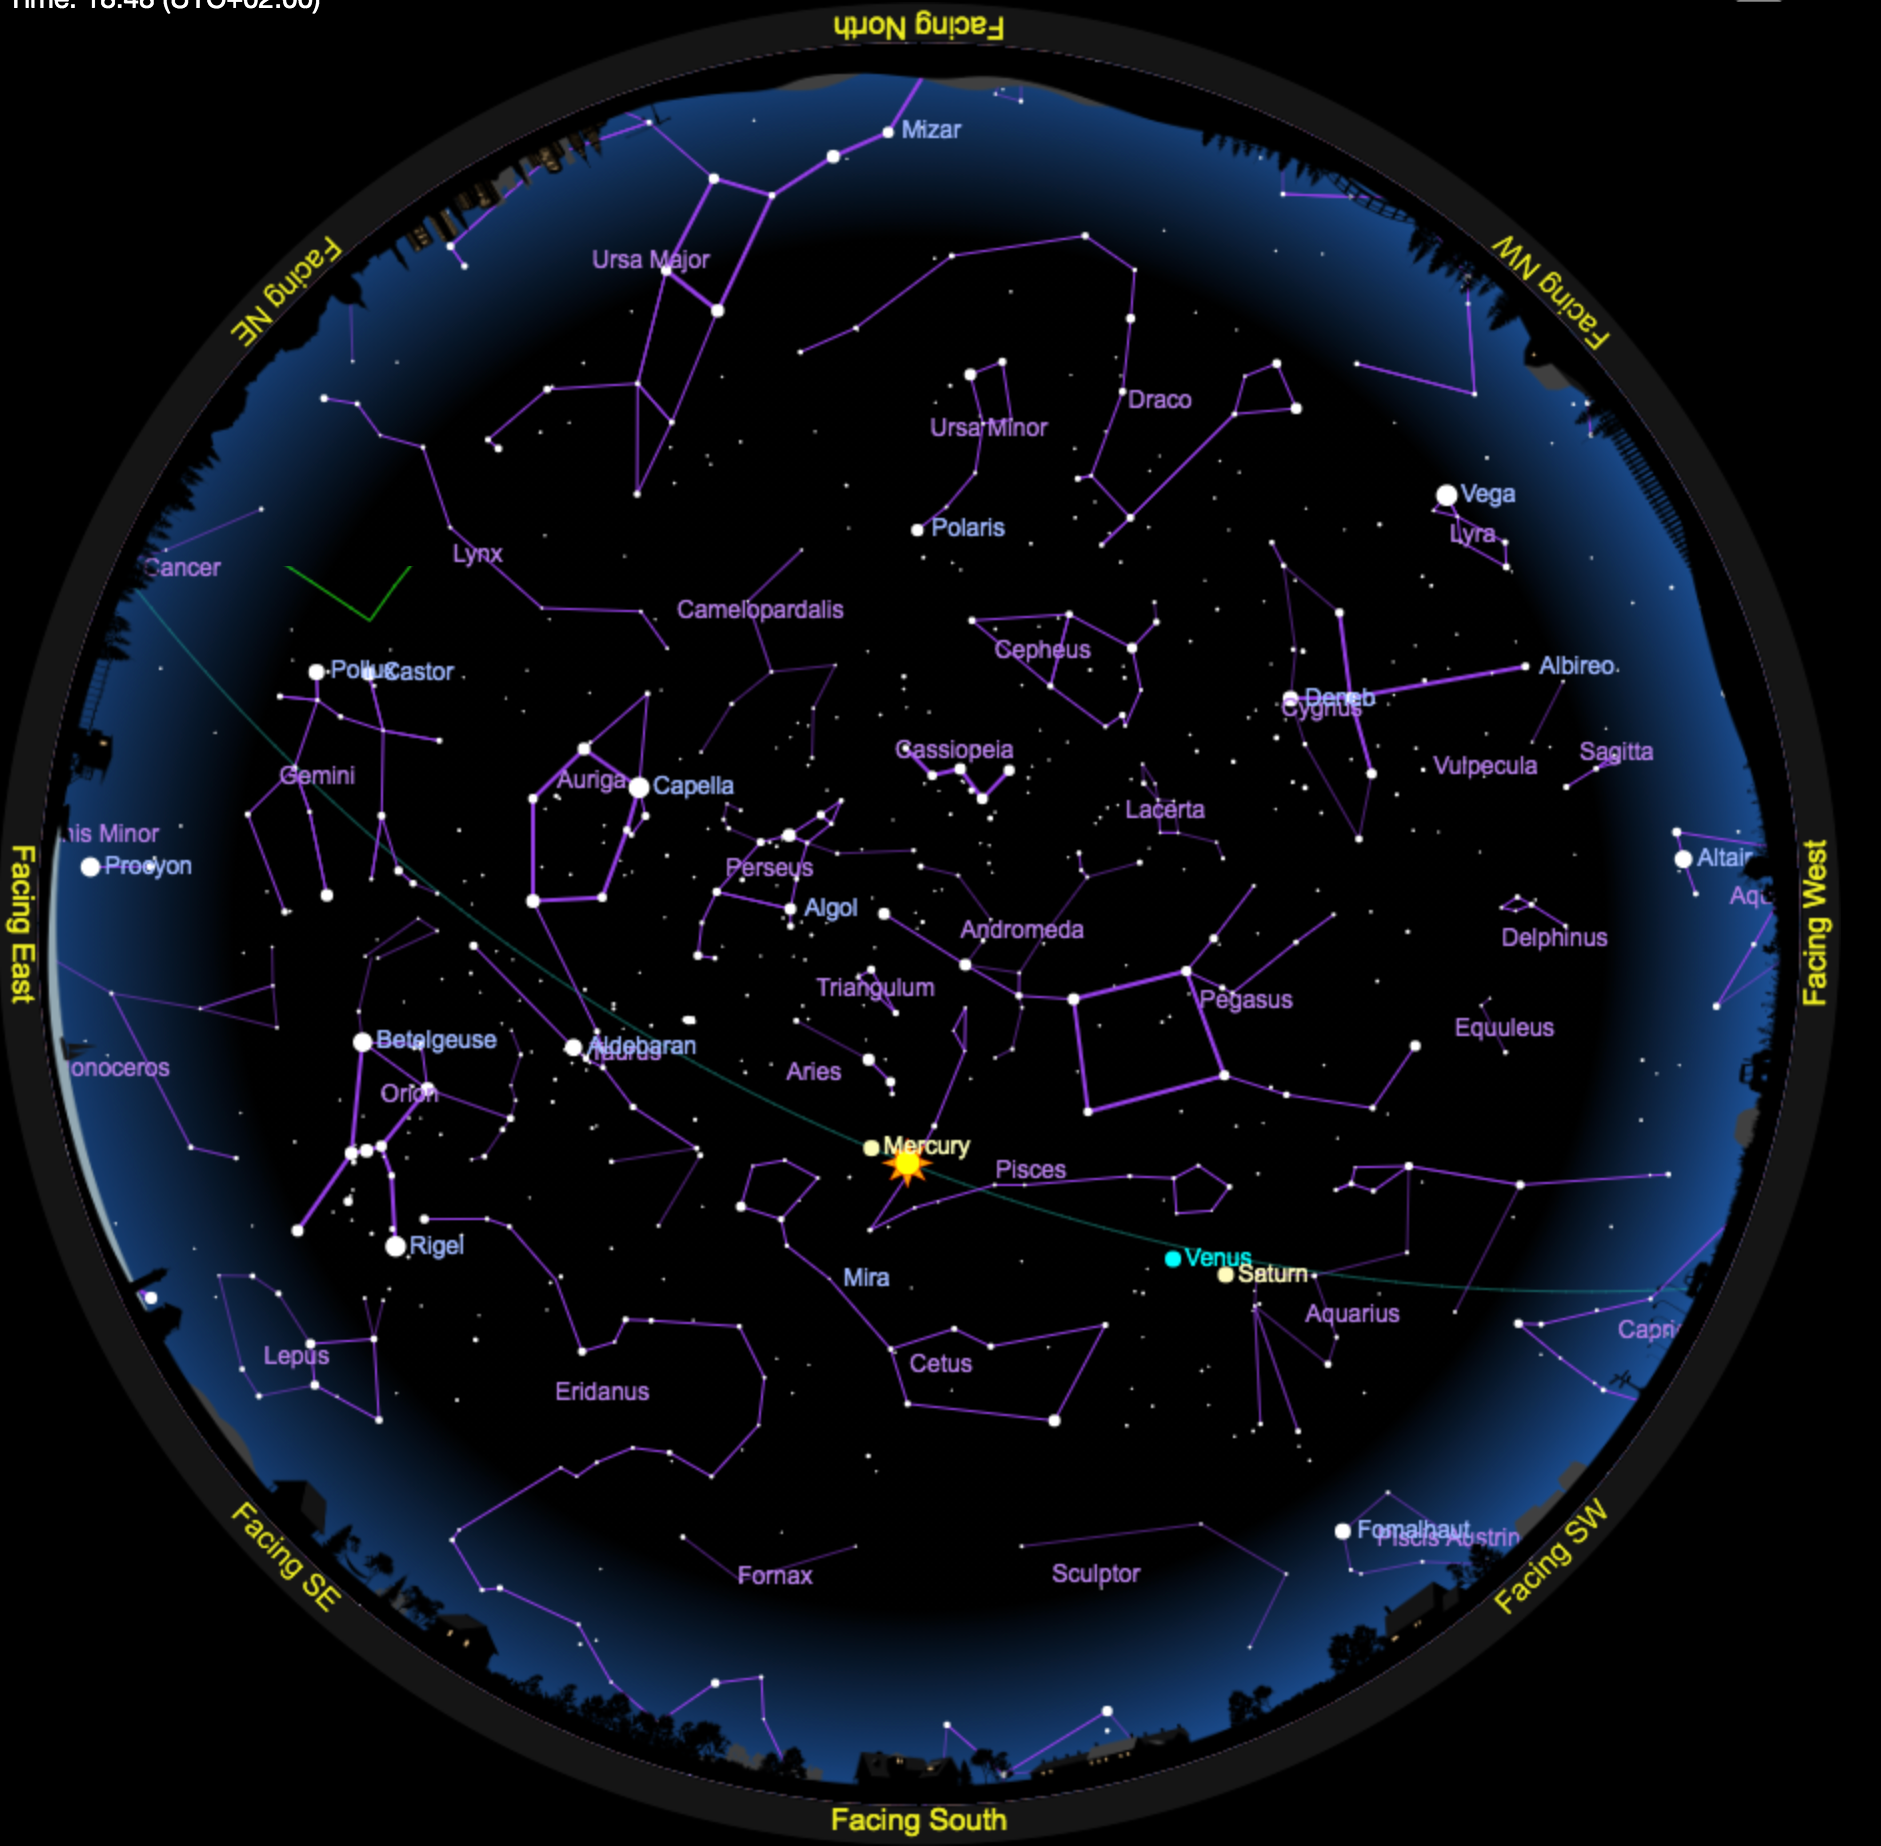 Time: 18:48 (UTC+02:00)
Facing North
Mizar
Facing NE
Facing NW
Ursa Major
Draco
Ursa Minor
Vega
Polaris
Lyra
Lynx
Cancer
Camelopardalis
Cepheus
Albireo
Pollux
Castor
Deneb
Cygnus
Cassiopeia
Sagitta
Vulpecula
Gemini
Auriga
Capella
Lacerta
nis Minor
Procyon
Perseus
Altair
Facing East
Facing West
Aqu
Algol
Andromeda
Delphinus
Triangulum
Pegasus
Equuleus
Betelgeuse
Aldebaran
Taurus
onoceros
Aries
Orion
Mercury
Pisces
Rigel
Venus
Saturn
Mira
Aquarius
Capri
Lepus
Cetus
Eridanus
Fomalhaut
Piscis Austrin
Fornax
Sculptor
Facing SE
Facing SW
Facing South